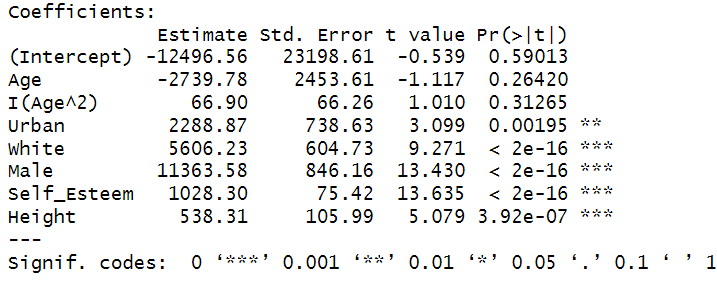 Coefficients:
Estimate Std. Error t value Pr(>|t|)
(Intercept) -12496.56 23198.61 -0.539 0.59013
Age -2739.78 2453.61 -1.117 0.26420
I(Age^2) 66.90 66.26 1.010 0.31265
Urban 2288.87 738.63 3.099 0.00195 **
White 5606.23 604.73 9.271 < 2e-16 ***
Male 11363.58 846.16 13.430 < 2e-16 ***
Self_Esteem 1028.30 75.42 13.635 < 2e-16 ***
Height 538.31 105.99 5.079 3.92e-07 ***
---
Signif. codes: 0 ‘***’ 0.001 ‘**’ 0.01 ‘*’ 0.05 ‘.’ 0.1 ‘ ’ 1